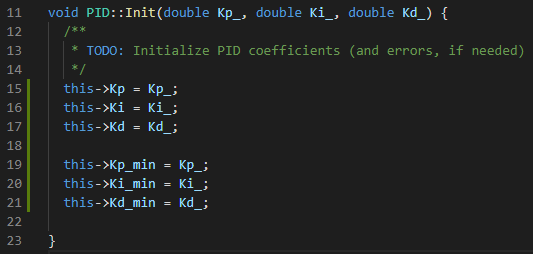 11 void PID::Init(double Kp_, double Ki_, double Kd_) {
12   /**
13    * TODO: Initialize PID coefficients (and errors, if needed)
14    */
15   this->Kp = Kp_;
16   this->Ki = Ki_;
17   this->Kd = Kd_;
18
19   this->Kp_min = Kp_;
20   this->Ki_min = Ki_;
21   this->Kd_min = Kd_;
22
23 }